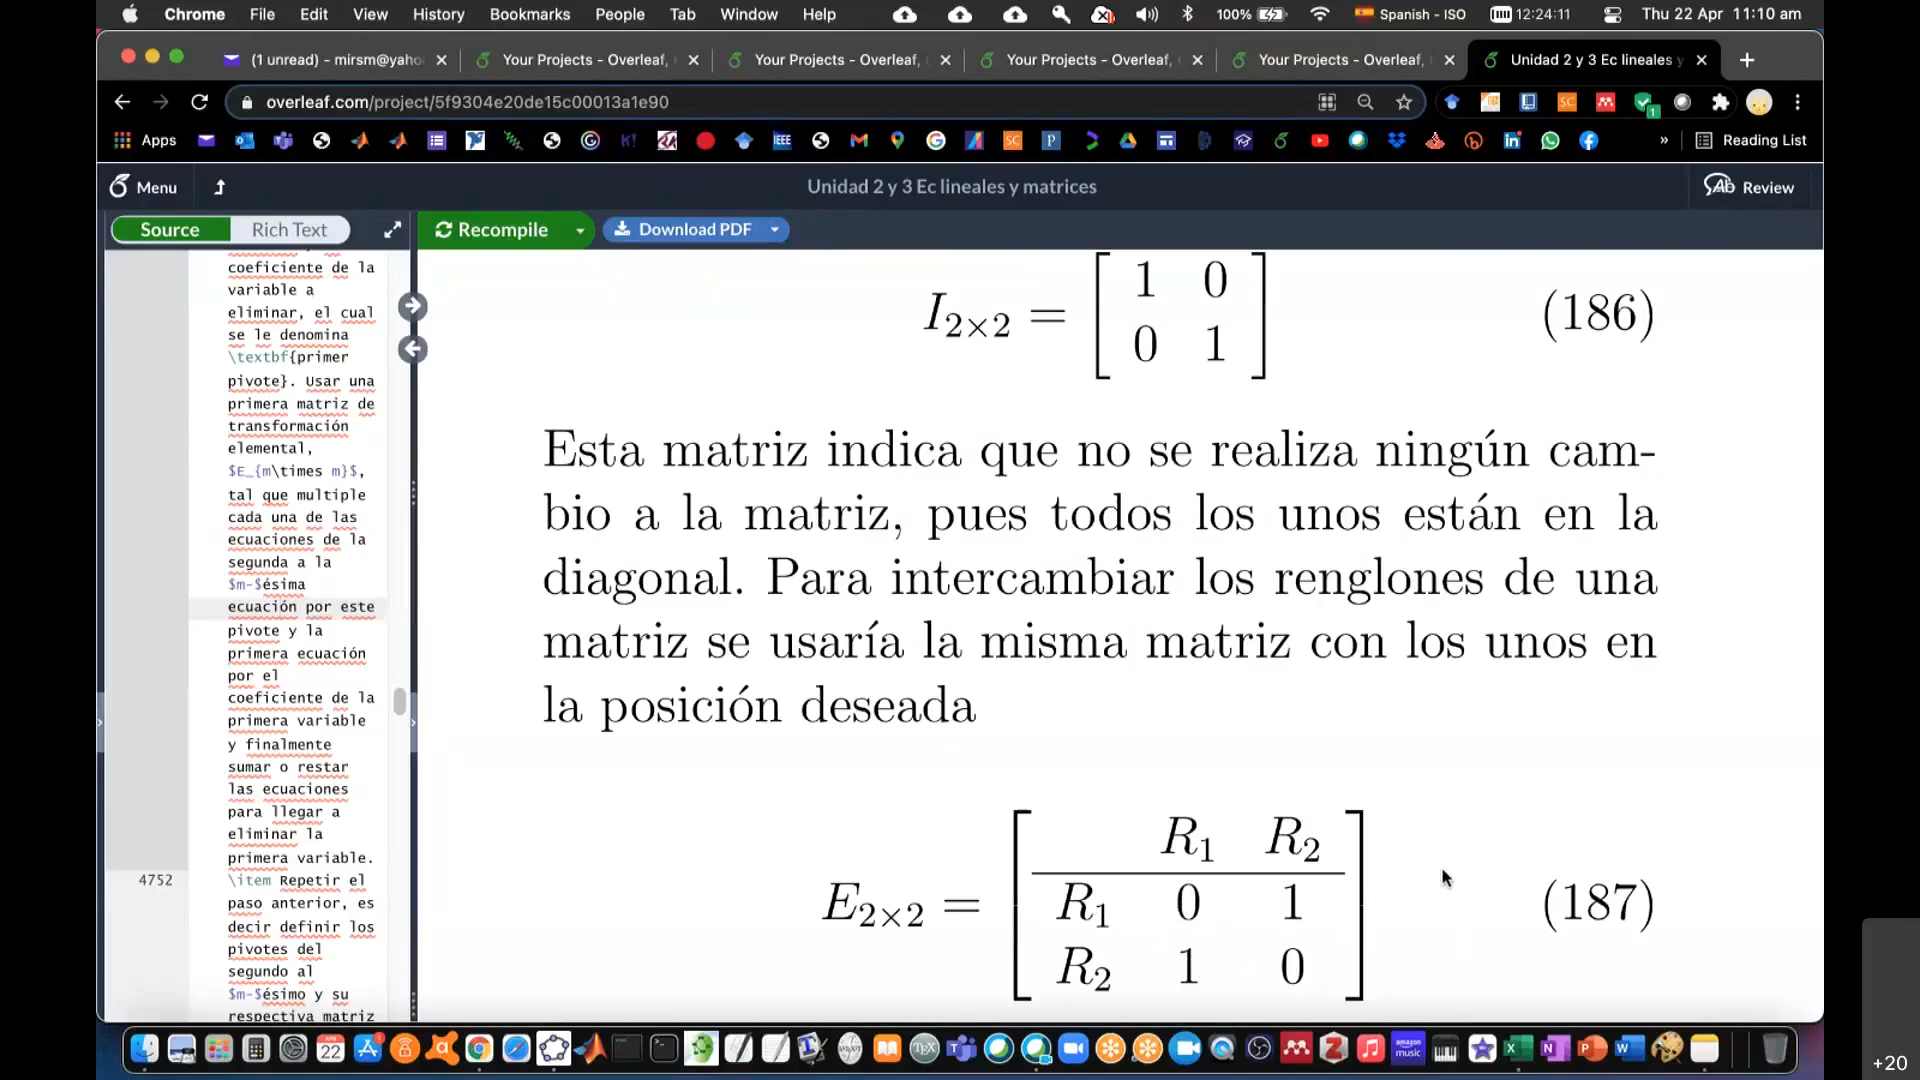 Chrome File Edit View History Bookmarks People Tab Window Help 100% Spanish - ISO 12:24:11 Thu 22 Apr 11:10 am
(1 unread) - mirsm@yaho Your Projects - Overleaf, Your Projects - Overleaf, Your Projects - Overleaf, Your Projects - Overleaf, Unidad 2 y 3 Ec lineales y
overleaf.com/project/5f9304e20de15c00013a1e90
Apps Reading List
Menu Unidad 2 y 3 Ec lineales y matrices Review
Source Rich Text Recompile Download PDF
coeficiente de la
variable a
eliminar, el cual
se le denomina
\textbf{primer
pivote}. Usar una
primera matriz de
transformación
elemental,
$E_{m\times m}$,
tal que multiple
cada una de las
ecuaciones de la
segunda a la
$m-$ésima
ecuación por este
pivote y la
primera ecuación
por el
coeficiente de la
primera variable
y finalmente
sumar o restar
las ecuaciones
para llegar a
eliminar la
primera variable.
4752 \item Repetir el
paso anterior, es
decir definir los
pivotes del
segundo al
$m-$ésimo y su
respectiva matriz
1 0
I2×2 = (186)
0 1
Esta matriz indica que no se realiza ningún cam-
bio a la matriz, pues todos los unos están en la
diagonal. Para intercambiar los renglones de una
matriz se usaría la misma matriz con los unos en
la posición deseada
R1 R2
E2×2 = R1 0 1 (187)
R2 1 0
+20